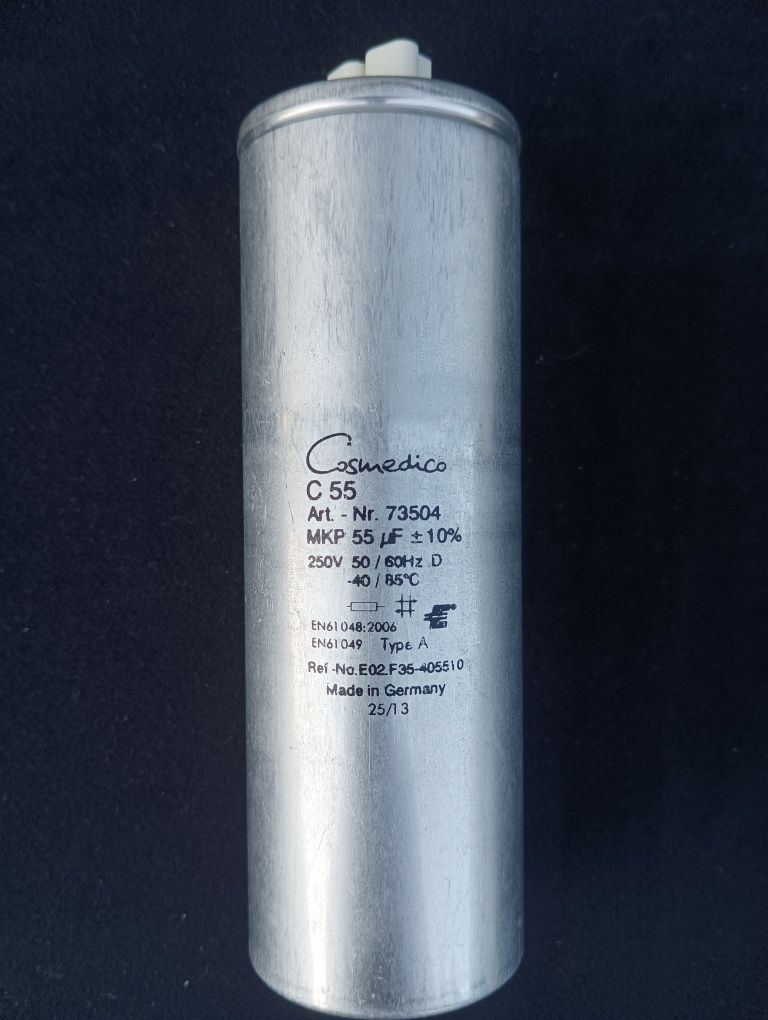 Cosmedico
C 55
Art. - Nr. 73504
MKP 55 µF ±10%
250V 50 / 60Hz D
-40 / 85°C
EN61048:2006
EN61049 Type A
Ref-No.E02.F35-405510
Made in Germany
25/13